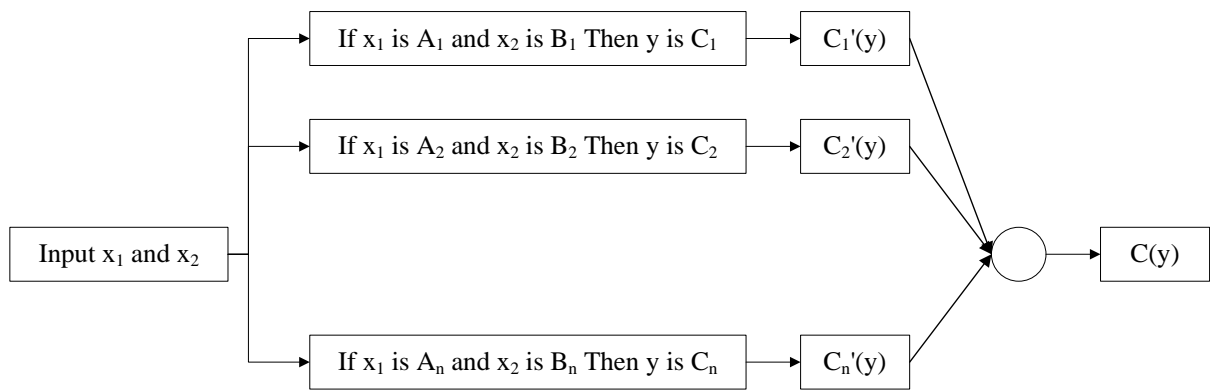 If x₁ is A₁ and x₂ is B₁ Then y is C₁
C₁'(y)
If x₁ is A₂ and x₂ is B₂ Then y is C₂
C₂'(y)
Input x₁ and x₂
C(y)
If x₁ is Aₙ and x₂ is Bₙ Then y is Cₙ
Cₙ'(y)